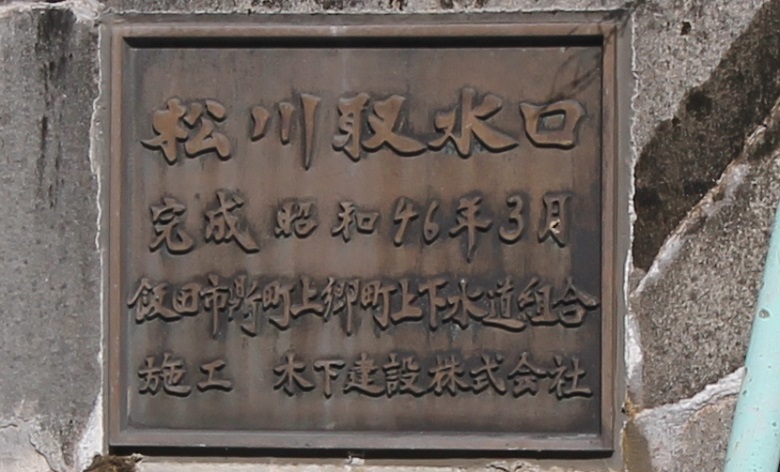 松川取水口
完成 昭和46年3月
飯田市鼎町上郷町上下水道組合
施工 木下建設株式会社